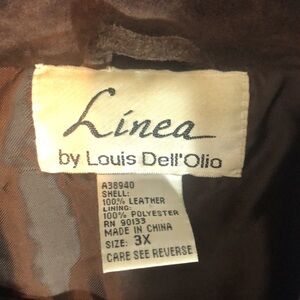 Linea
by Louis Dell'Olio
A38940
SHELL:
100% LEATHER
LINING:
100% POLYESTER
RN 90133
MADE IN CHINA
SIZE: 3X
CARE SEE REVERSE